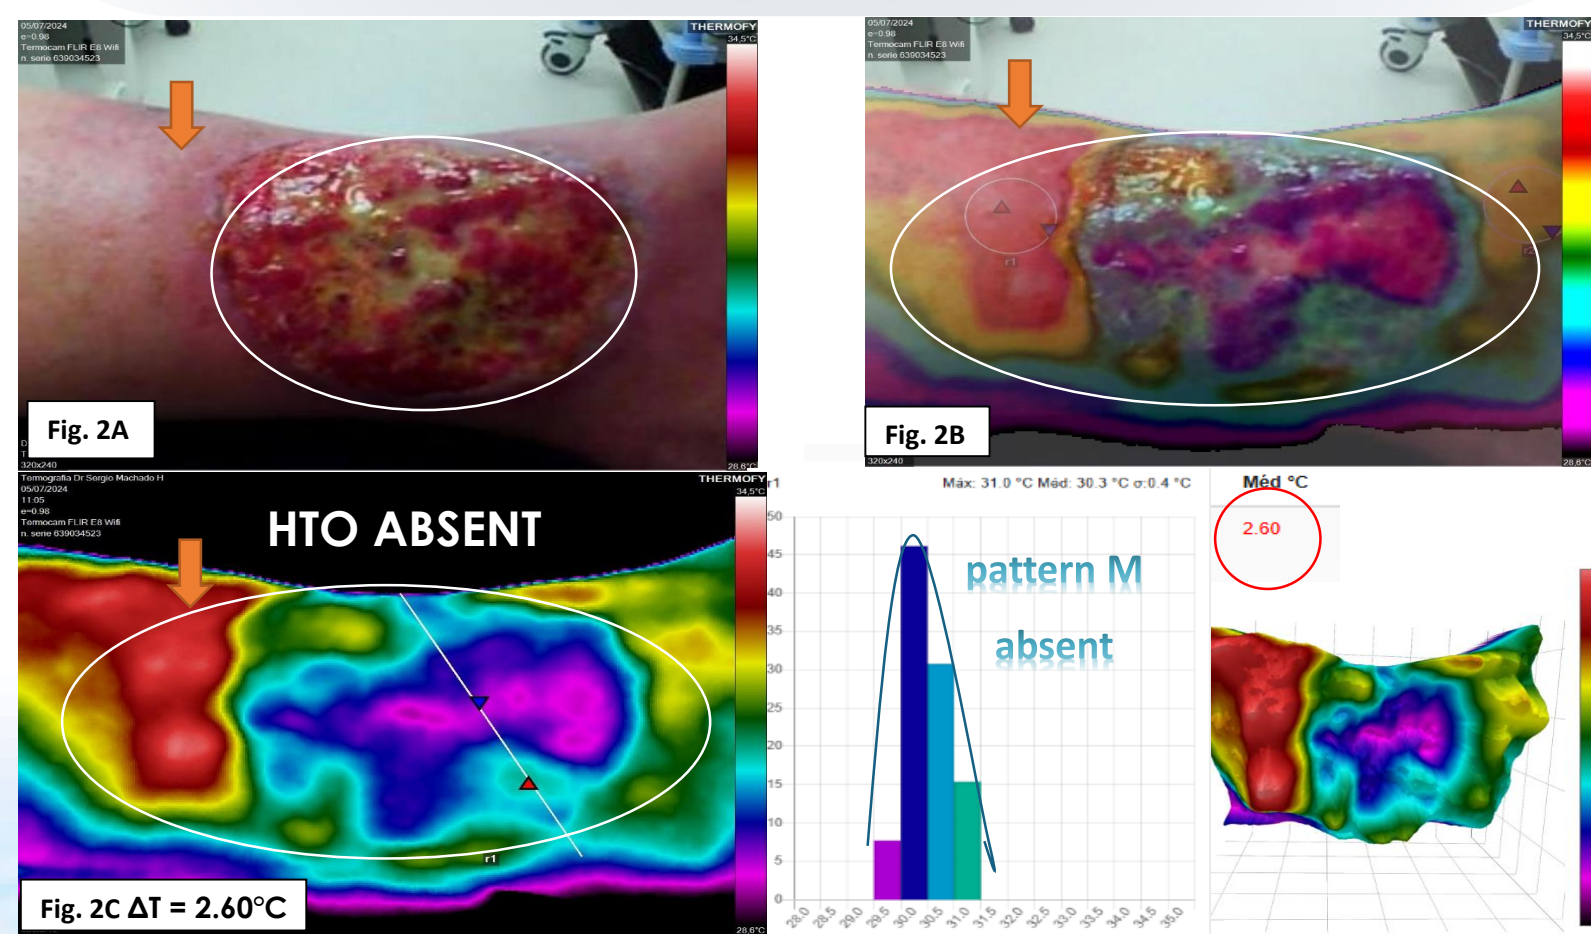 05/07/2024
e=0.98
Termocam FLIR E8 Wifi
n. serie 639034523
THERMOFY
34,5°C
Fig. 2A
320x240
28,6°C
05/07/2024
e=0.98
Termocam FLIR E8 Wifi
n. serie 639034523
THERMOFY
34,5°C
r1
Fig. 2B
320x240
28,6°C
Termografia Dr Sergio Machado H
05/07/2024
11:05
e=0.98
Termocam FLIR E8 Wifi
n. serie 639034523
THERMOFY
34,5°C
HTO ABSENT
r1
Fig. 2C ΔT = 2.60°C
28,6°C
r1
Máx: 31.0 °C Méd: 30.3 °C σ:0.4 °C
50
45
40
35
30
25
20
15
10
5
0
28.0 28.5 29.0 29.5 30.0 30.5 31.0 31.5 32.0 32.5 33.0 33.5 34.0 34.5 35.0
pattern M
absent
Méd °C
2.60